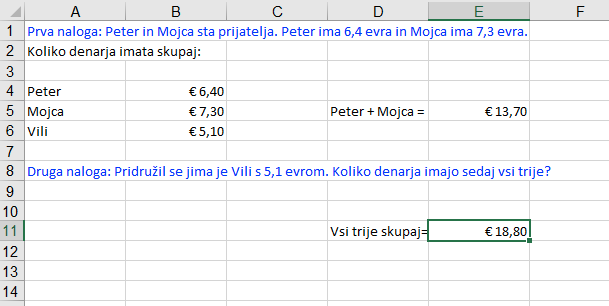 A B C D E F
1 Prva naloga: Peter in Mojca sta prijatelja. Peter ima 6,4 evra in Mojca ima 7,3 evra.
2 Koliko denarja imata skupaj:
3
4 Peter € 6,40
5 Mojca € 7,30 Peter + Mojca = € 13,70
6 Vili € 5,10
7
8 Druga naloga: Pridružil se jima je Vili s 5,1 evrom. Koliko denarja imajo sedaj vsi trije?
9
10
11 Vsi trije skupaj= € 18,80
12
13
14